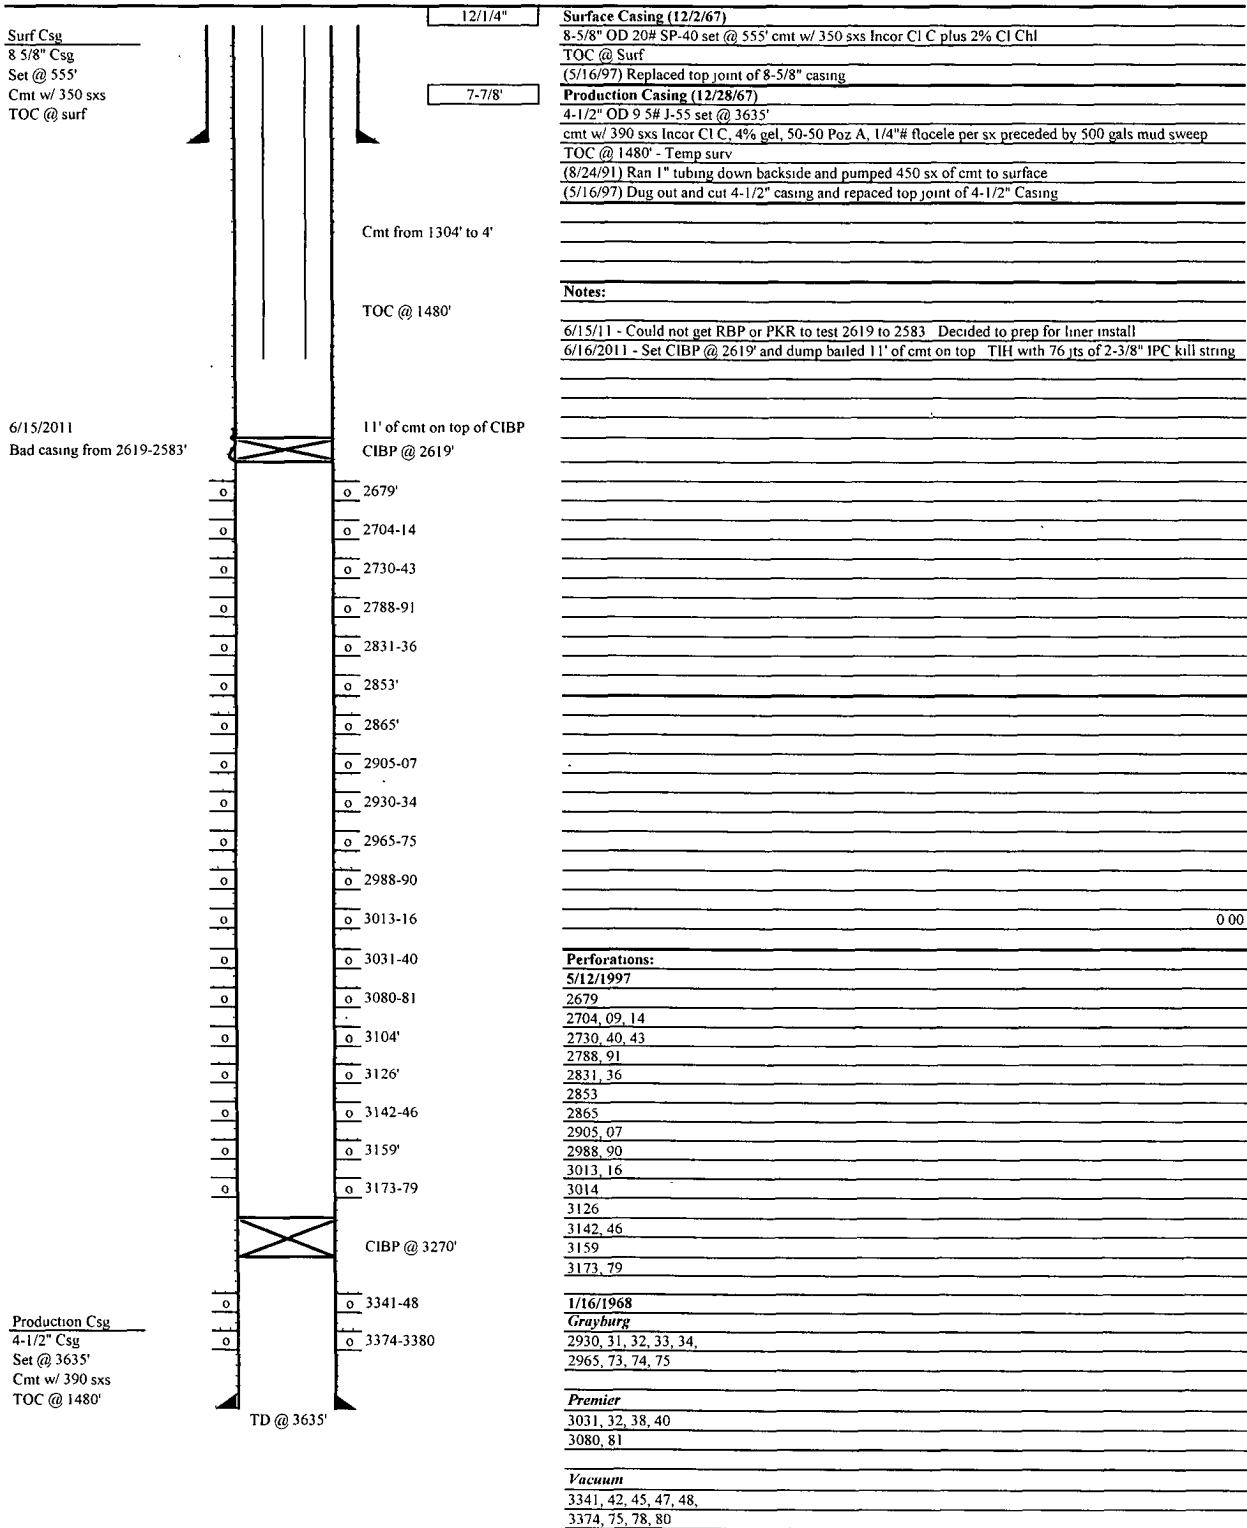 12/1/4"
Surface Casing (12/2/67)
Surf Csg
8-5/8" OD 20# SP-40 set @ 555' cmt w/ 350 sxs Incor Cl C plus 2% Cl Chl
8 5/8" Csg
TOC @ Surf
Set @ 555'
(5/16/97) Replaced top joint of 8-5/8" casing
Cmt w/ 350 sxs
7-7/8'
Production Casing (12/28/67)
TOC @ surf
4-1/2" OD 9 5# J-55 set @ 3635'
cmt w/ 390 sxs Incor Cl C, 4% gel, 50-50 Poz A, 1/4"# flocele per sx preceded by 500 gals mud sweep
TOC @ 1480' - Temp surv
(8/24/91) Ran 1" tubing down backside and pumped 450 sx of cmt to surface
(5/16/97) Dug out and cut 4-1/2" casing and repaced top joint of 4-1/2" Casing
Cmt from 1304' to 4'
Notes:
TOC @ 1480'
6/15/11 - Could not get RBP or PKR to test 2619 to 2583 Decided to prep for liner install
6/16/2011 - Set CIBP @ 2619' and dump bailed 11' of cmt on top TIH with 76 jts of 2-3/8" IPC kill string
6/15/2011
11' of cmt on top of CIBP
Bad casing from 2619-2583'
CIBP @ 2619'
o o 2679'
o o 2704-14
o o 2730-43
o o 2788-91
o o 2831-36
o o 2853'
o o 2865'
o o 2905-07
o o 2930-34
o o 2965-75
o o 2988-90
o o 3013-16
0 00
o o 3031-40
o o 3080-81
o o 3104'
o o 3126'
o o 3142-46
o o 3159'
o o 3173-79
CIBP @ 3270'
o o 3341-48
o o 3374-3380
Production Csg
4-1/2" Csg
Set @ 3635'
Cmt w/ 390 sxs
TOC @ 1480'
TD @ 3635'
Perforations:
5/12/1997
2679
2704, 09, 14
2730, 40, 43
2788, 91
2831, 36
2853
2865
2905, 07
2988, 90
3013, 16
3014
3126
3142, 46
3159
3173, 79
1/16/1968
Grayburg
2930, 31, 32, 33, 34,
2965, 73, 74, 75
Premier
3031, 32, 38, 40
3080, 81
Vacuum
3341, 42, 45, 47, 48,
3374, 75, 78, 80